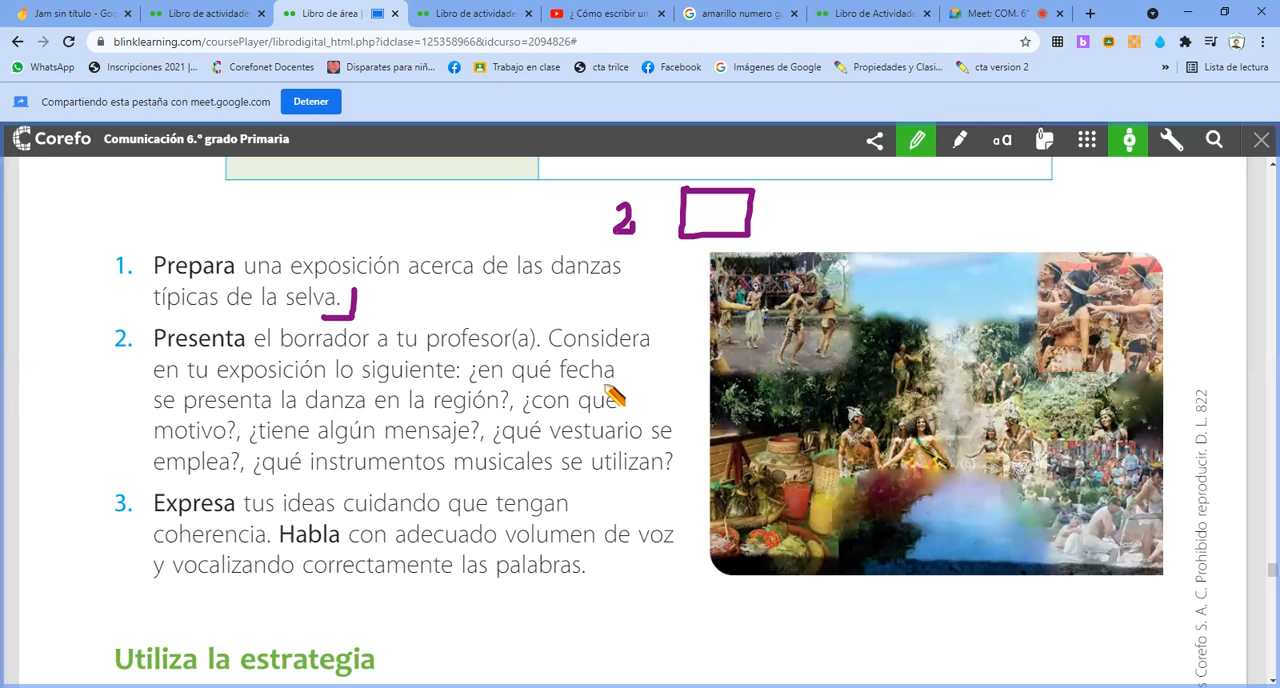 Jam sin título - Goo
Libro de actividade
Libro de área |
Libro de actividade
¿ Cómo escribir un
amarillo numero ga
Libro de Actividade
Meet: COM. 6°
blinklearning.com/coursePlayer/librodigital_html.php?idclase=125358966&idcurso=2094826#
WhatsApp
Inscripciones 2021 |...
Corefonet Docentes
Disparates para niñ...
Trabajo en clase
cta trilce
Facebook
Imágenes de Google
Propiedades y Clasi...
cta version 2
»
Lista de lectura
Compartiendo esta pestaña con meet.google.com
Detener
Corefo
Comunicación 6.º grado Primaria
aA
2
1. Prepara una exposición acerca de las danzas
típicas de la selva.
2. Presenta el borrador a tu profesor(a). Considera
en tu exposición lo siguiente: ¿en qué fecha
se presenta la danza en la región?, ¿con qué
motivo?, ¿tiene algún mensaje?, ¿qué vestuario se
emplea?, ¿qué instrumentos musicales se utilizan?
3. Expresa tus ideas cuidando que tengan
coherencia. Habla con adecuado volumen de voz
y vocalizando correctamente las palabras.
s Corefo S. A. C. Prohibido reproducir. D. L. 822
Utiliza la estrategia